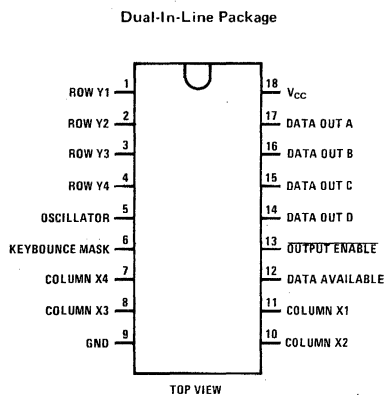 Dual-In-Line Package
ROW Y1 1
ROW Y2 2
ROW Y3 3
ROW Y4 4
OSCILLATOR 5
KEYBOUNCE MASK 6
COLUMN X4 7
COLUMN X3 8
GND 9
18 VCC
17 DATA OUT A
16 DATA OUT B
15 DATA OUT C
14 DATA OUT D
13 OUTPUT ENABLE
12 DATA AVAILABLE
11 COLUMN X1
10 COLUMN X2
TOP VIEW